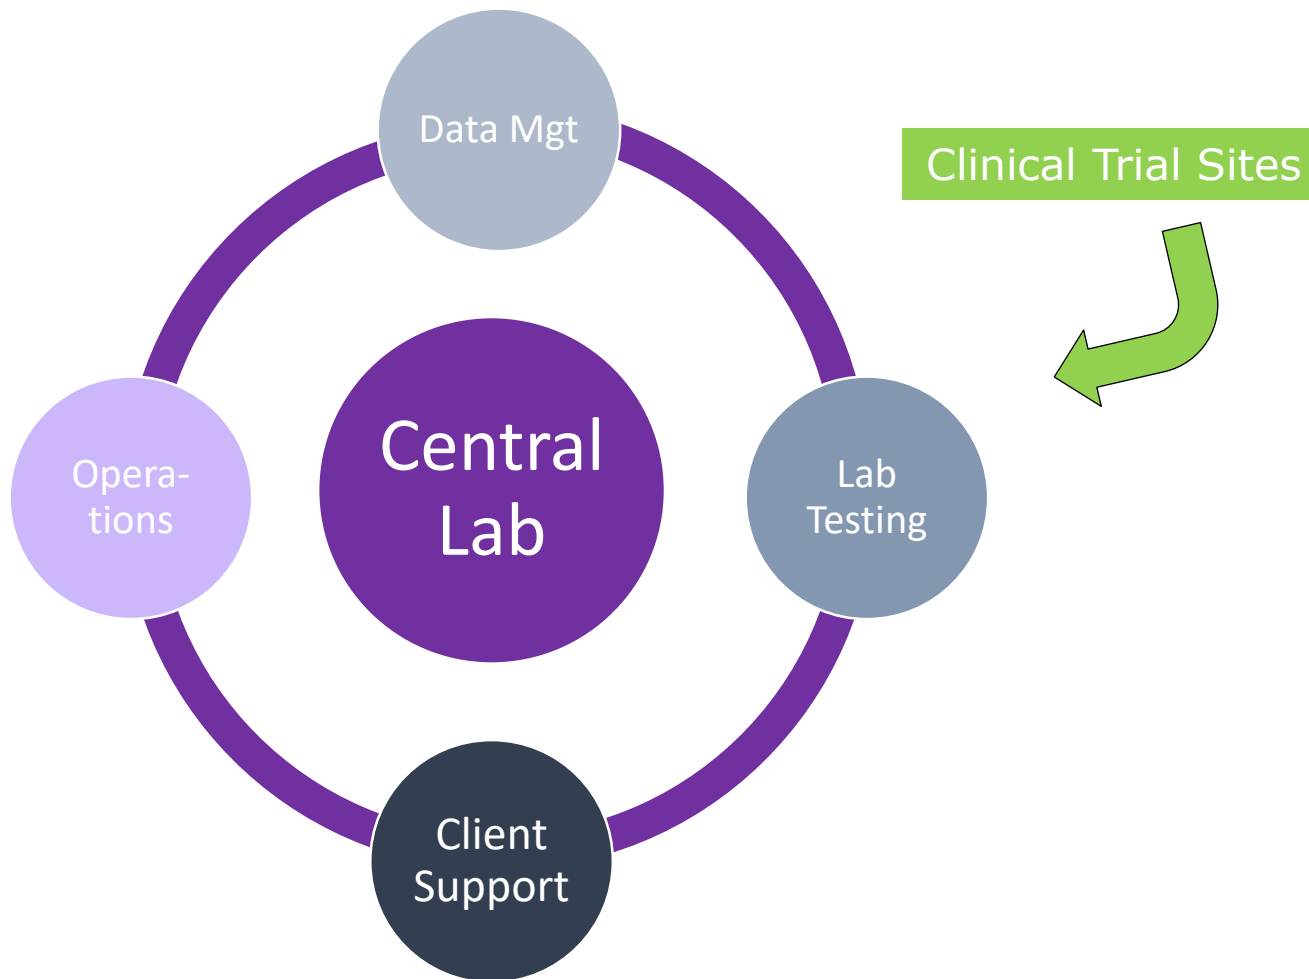 Data Mgt
Clinical Trial Sites
Central
Lab
Opera-
tions
Lab
Testing
Client
Support